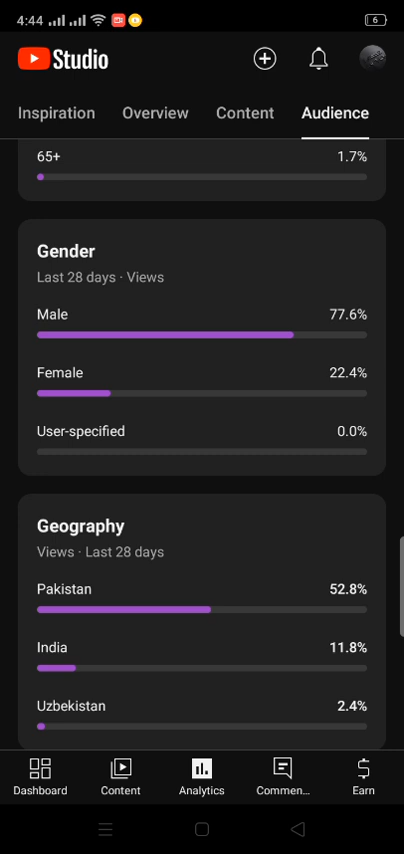 4:44
6
Studio
Inspiration Overview Content Audience
65+ 1.7%
Gender
Last 28 days · Views
Male 77.6%
Female 22.4%
User-specified 0.0%
Geography
Views · Last 28 days
Pakistan 52.8%
India 11.8%
Uzbekistan 2.4%
Dashboard Content Analytics Commen... Earn